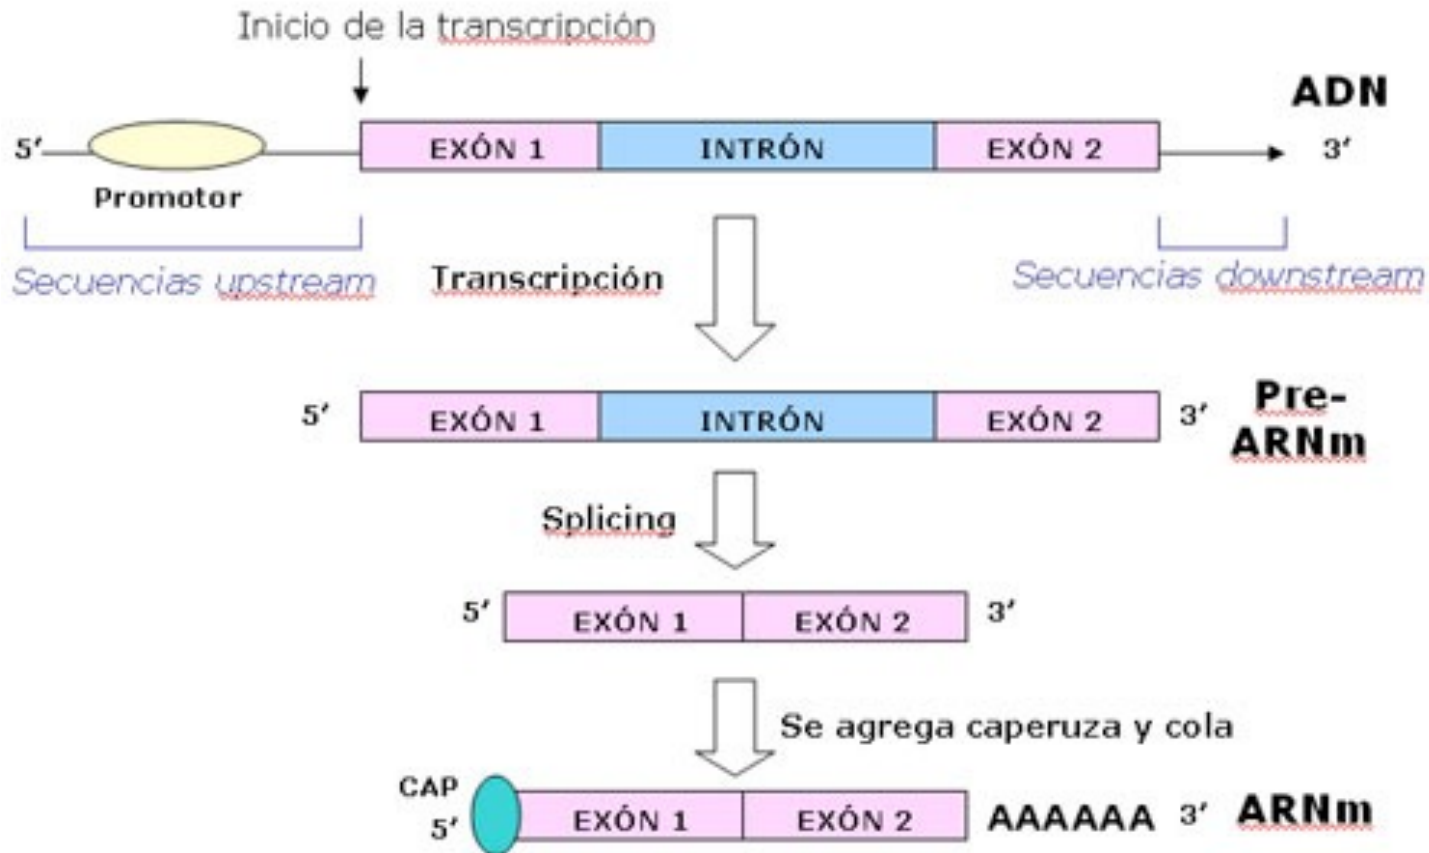 Inicio de la transcripción
ADN
5' EXÓN 1 INTRÓN EXÓN 2 3'
Promotor
Secuencias upstream Transcripción Secuencias downstream
5' EXÓN 1 INTRÓN EXÓN 2 3' Pre-
ARNm
Splicing
5' EXÓN 1 EXÓN 2 3'
Se agrega caperuza y cola
CAP
5' EXÓN 1 EXÓN 2 AAAAAA 3' ARNm